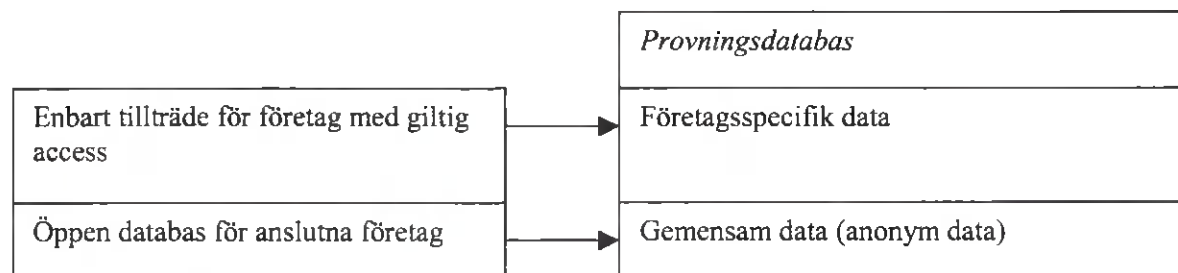 Provningsdatabas
Enbart tillträde för företag med giltig
access
Företagsspecifik data
Öppen databas för anslutna företag
Gemensam data (anonym data)